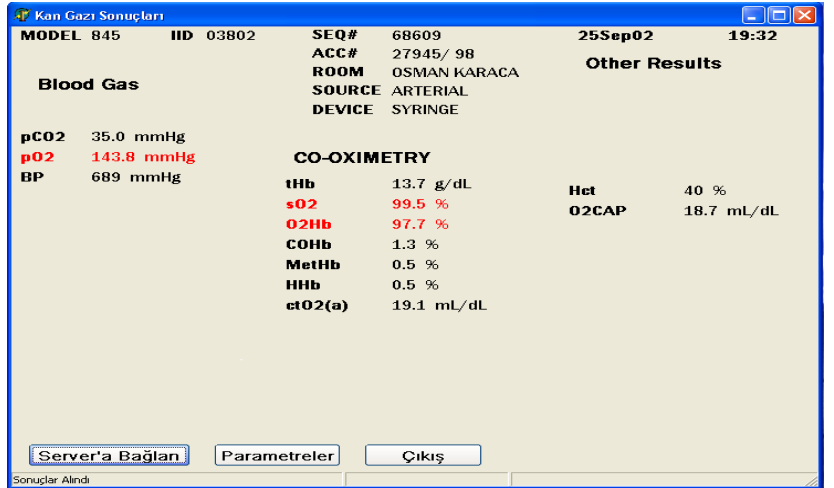 Kan Gazı Sonuçları
MODEL 845 IID 03802 SEQ# 68609 25Sep02 19:32
ACC# 27945/ 98
ROOM OSMAN KARACA
SOURCE ARTERIAL
DEVICE SYRINGE
Other Results
Blood Gas
pCO2 35.0 mmHg
pO2 143.8 mmHg
BP 689 mmHg
CO-OXIMETRY
tHb 13.7 g/dL
sO2 99.5 %
O2Hb 97.7 %
COHb 1.3 %
MetHb 0.5 %
HHb 0.5 %
ctO2(a) 19.1 mL/dL
Hct 40 %
O2CAP 18.7 mL/dL
Server'a Bağlan Parametreler Çıkış
Sonuçlar Alındı